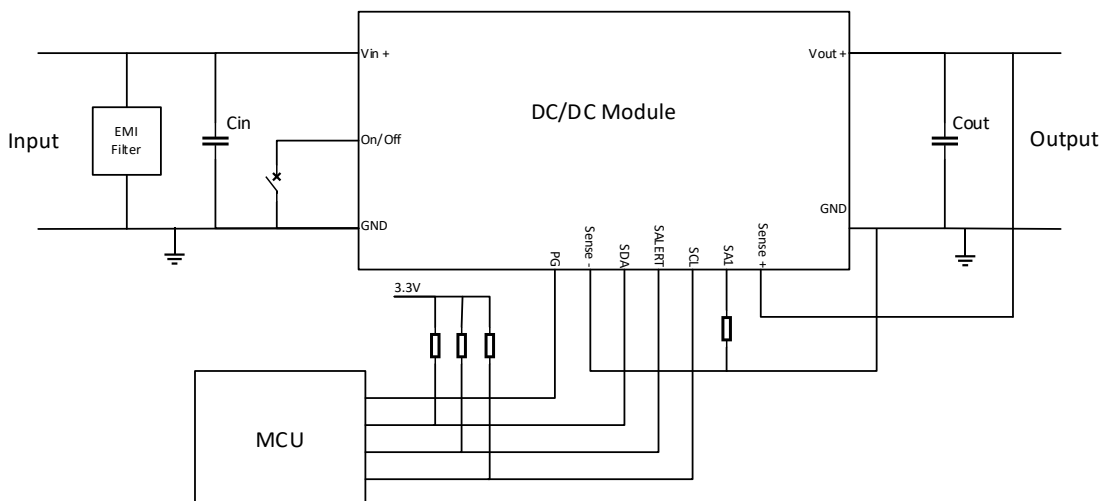 Vin +
Vout +
DC/DC Module
Input
EMI
Filter
Cin
On/Off
Cout
Output
GND
GND
PG
Sense -
SDA
SALERT
SCL
SA1
Sense +
3.3V
MCU